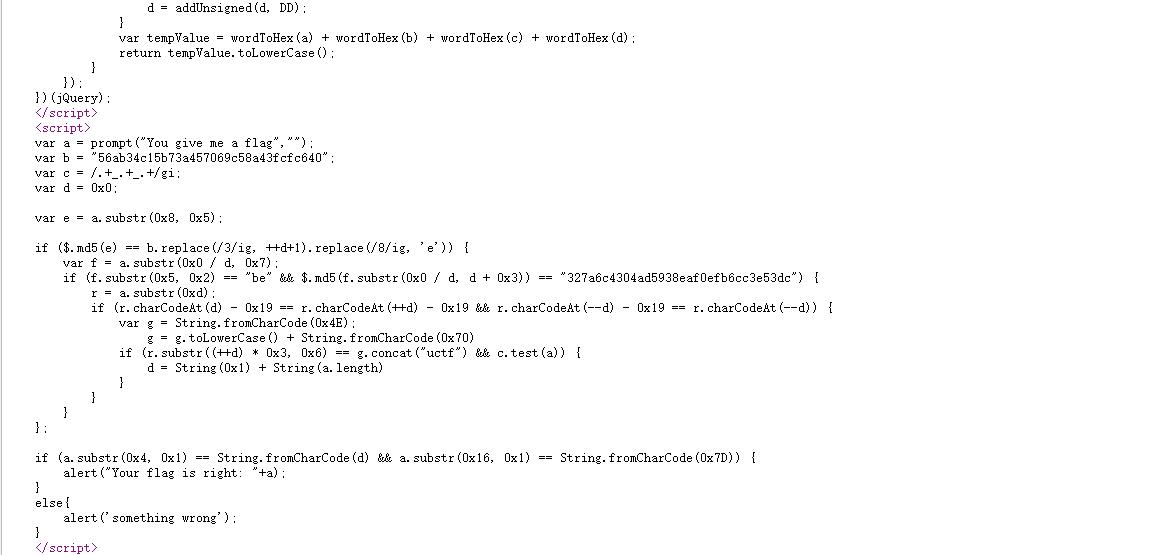 d = addUnsigned(d, DD);
}
var tempValue = wordToHex(a) + wordToHex(b) + wordToHex(c) + wordToHex(d);
return tempValue.toLowerCase();
}
});
})(jQuery);
</script>
<script>
var a = prompt("You give me a flag","");
var b = "56ab34c15b73a457069c58a43fcfc640";
var c = /.+_.+_.+/gi;
var d = 0x0;
var e = a.substr(0x8, 0x5);
if ($.md5(e) == b.replace(/3/ig, ++d+1).replace(/8/ig, 'e')) {
var f = a.substr(0x0 / d, 0x7);
if (f.substr(0x5, 0x2) == "be" && $.md5(f.substr(0x0 / d, d + 0x3)) == "327a6c4304ad5938eaf0efb6cc3e53dc") {
r = a.substr(0xd);
if (r.charCodeAt(d) - 0x19 == r.charCodeAt(++d) - 0x19 && r.charCodeAt(--d) - 0x19 == r.charCodeAt(--d)) {
var g = String.fromCharCode(0x4E);
g = g.toLowerCase() + String.fromCharCode(0x70)
if (r.substr((++d) * 0x3, 0x6) == g.concat("uctf") && c.test(a)) {
d = String(0x1) + String(a.length)
}
}
}
};
if (a.substr(0x4, 0x1) == String.fromCharCode(d) && a.substr(0x16, 0x1) == String.fromCharCode(0x7D)) {
alert("Your flag is right: "+a);
}
else{
alert('something wrong');
}
</script>